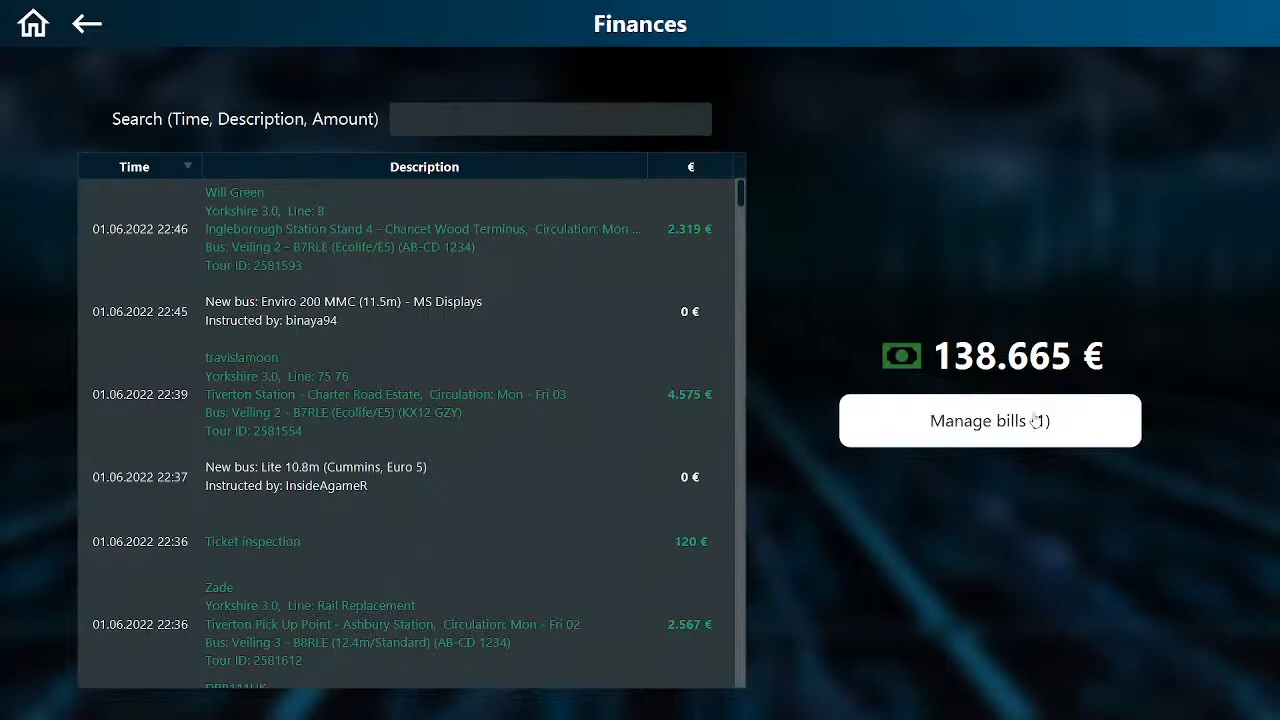 Finances
Search (Time, Description, Amount)
Time Description €
Will Green
Yorkshire 3.0, Line: 8
01.06.2022 22:46 Ingleborough Station Stand 4 - Chancet Wood Terminus, Circulation: Mon ... 2.319 €
Bus: Veiling 2 - B7RLE (Ecolife/E5) (AB-CD 1234)
Tour ID: 2581593
New bus: Enviro 200 MMC (11.5m) - MS Displays
01.06.2022 22:45 0 €
Instructed by: binaya94
travislamoon
Yorkshire 3.0, Line: 75 76
01.06.2022 22:39 Tiverton Station - Charter Road Estate, Circulation: Mon - Fri 03 4.575 €
Bus: Veiling 2 - B7RLE (Ecolife/E5) (KX12 GZY)
Tour ID: 2581554
New bus: Lite 10.8m (Cummins, Euro 5)
01.06.2022 22:37 0 €
Instructed by: InsideAgameR
01.06.2022 22:36 Ticket inspection 120 €
Zade
Yorkshire 3.0, Line: Rail Replacement
01.06.2022 22:36 Tiverton Pick Up Point - Ashbury Station, Circulation: Mon - Fri 02 2.567 €
Bus: Veiling 3 - B8RLE (12.4m/Standard) (AB-CD 1234)
Tour ID: 2581612
138.665 €
Manage bills (1)